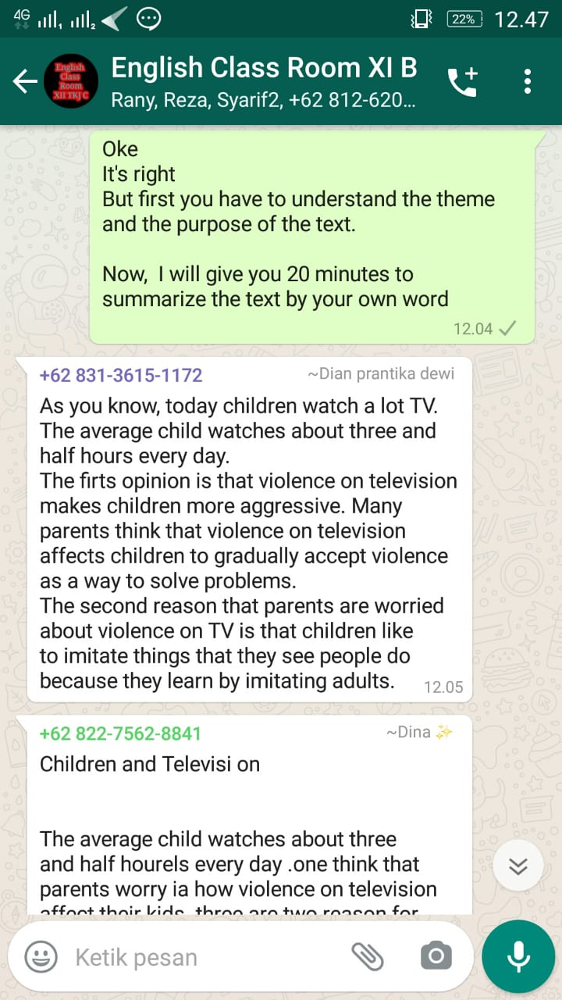 4G 22% 12.47
English Class Room XI B
English
Class
Room
XII TKJ C
Rany, Reza, Syarif2, +62 812-620...
Oke
It's right
But first you have to understand the theme
and the purpose of the text.
Now, I will give you 20 minutes to
summarize the text by your own word
12.04
+62 831-3615-1172 ~Dian prantika dewi
As you know, today children watch a lot TV.
The average child watches about three and
half hours every day.
The firts opinion is that violence on television
makes children more aggressive. Many
parents think that violence on television
affects children to gradually accept violence
as a way to solve problems.
The second reason that parents are worried
about violence on TV is that children like
to imitate things that they see people do
because they learn by imitating adults. 12.05
+62 822-7562-8841 ~Dina ✨
Children and Televisi on
The average child watches about three
and half hourels every day .one think that
parents worry ia how violence on television
affect their kids. three are two reason for
Ketik pesan